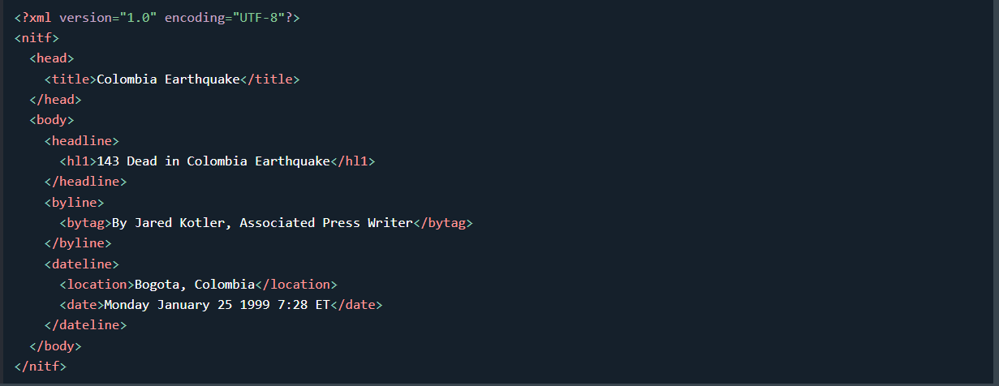 <?xml version="1.0" encoding="UTF-8"?>
<nitf>
  <head>
    <title>Colombia Earthquake</title>
  </head>
  <body>
    <headline>
      <hl1>143 Dead in Colombia Earthquake</hl1>
    </headline>
    <byline>
      <bytag>By Jared Kotler, Associated Press Writer</bytag>
    </byline>
    <dateline>
      <location>Bogota, Colombia</location>
      <date>Monday January 25 1999 7:28 ET</date>
    </dateline>
  </body>
</nitf>